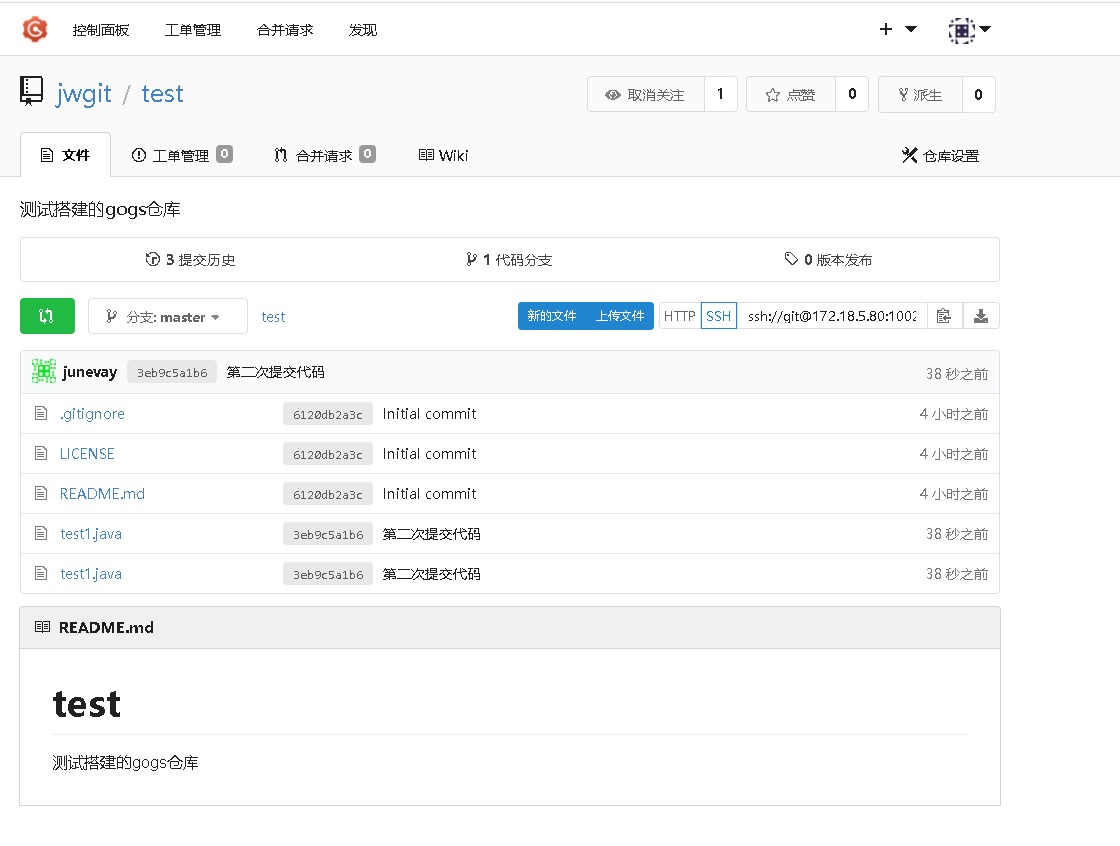 控制面板 工单管理 合并请求 发现
jwgit / test 取消关注 1 点赞 0 派生 0
文件 工单管理 0 合并请求 0 Wiki 仓库设置
测试搭建的gogs仓库
3 提交历史 1 代码分支 0 版本发布
分支: master test 新的文件 上传文件 HTTP SSH ssh://git@172.18.5.80:1002
junevay 3eb9c5a1b6 第二次提交代码 38 秒之前
.gitignore 6120db2a3c Initial commit 4 小时之前
LICENSE 6120db2a3c Initial commit 4 小时之前
README.md 6120db2a3c Initial commit 4 小时之前
test1.java 3eb9c5a1b6 第二次提交代码 38 秒之前
test1.java 3eb9c5a1b6 第二次提交代码 38 秒之前
README.md
test
测试搭建的gogs仓库